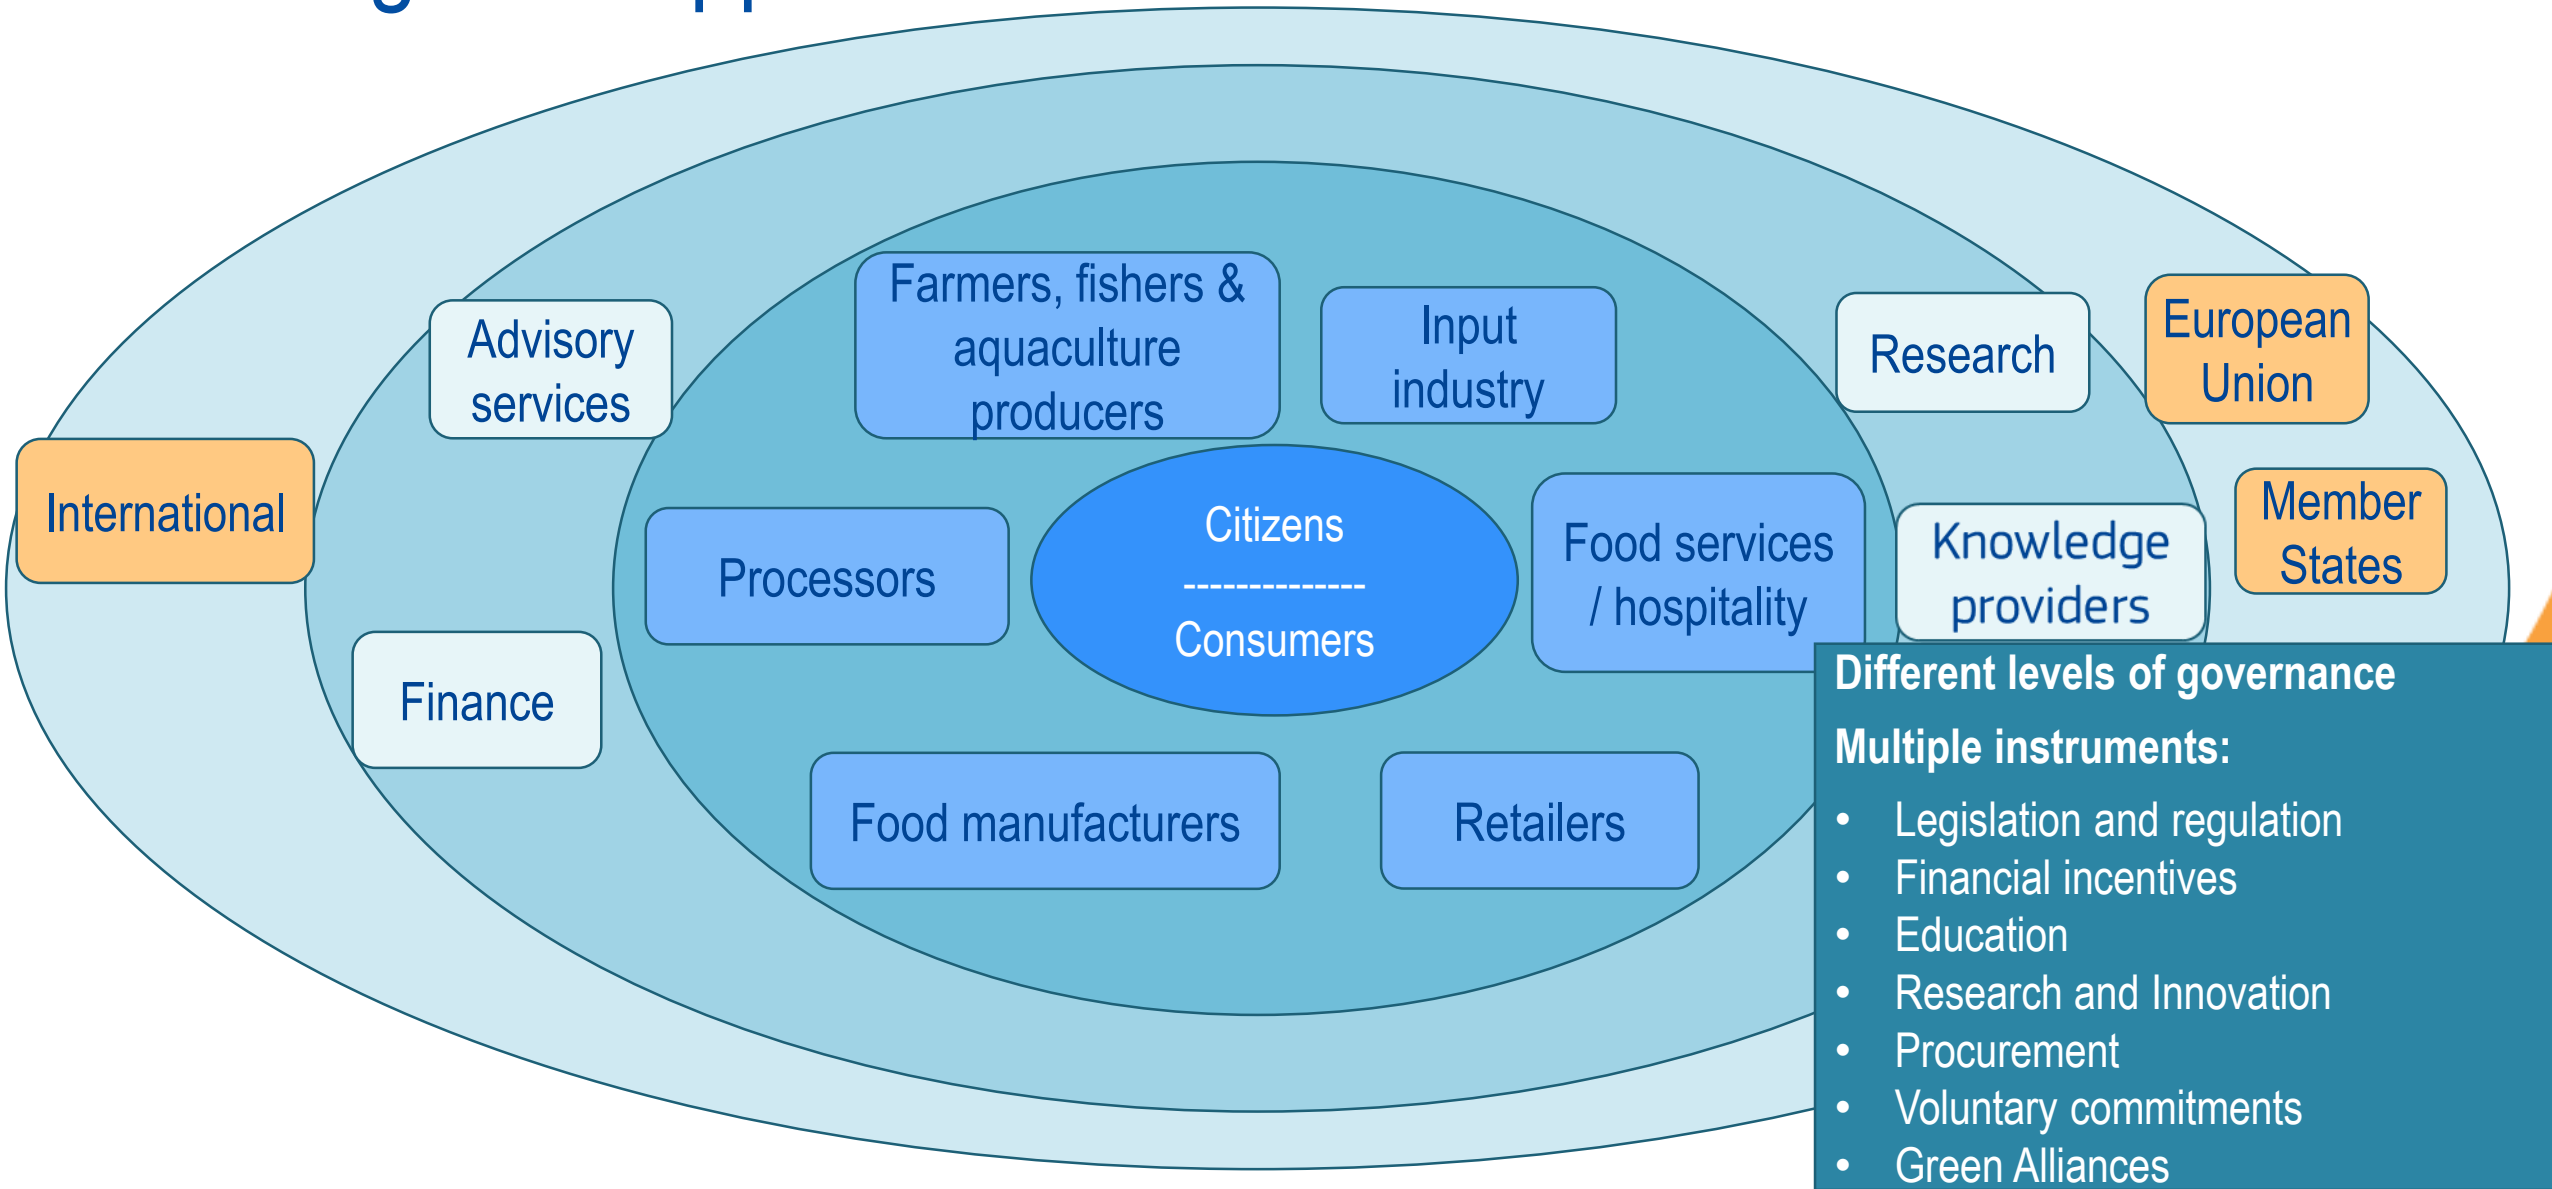 Farmers, fishers &
aquaculture
producers
Input
industry
Advisory
services
Research
European
Union
International
Processors
Citizens
--------------
Consumers
Food services
/ hospitality
Knowledge
providers
Member
States
Finance
Food manufacturers
Retailers
Different levels of governance
Multiple instruments:
• Legislation and regulation
• Financial incentives
• Education
• Research and Innovation
• Procurement
• Voluntary commitments
• Green Alliances